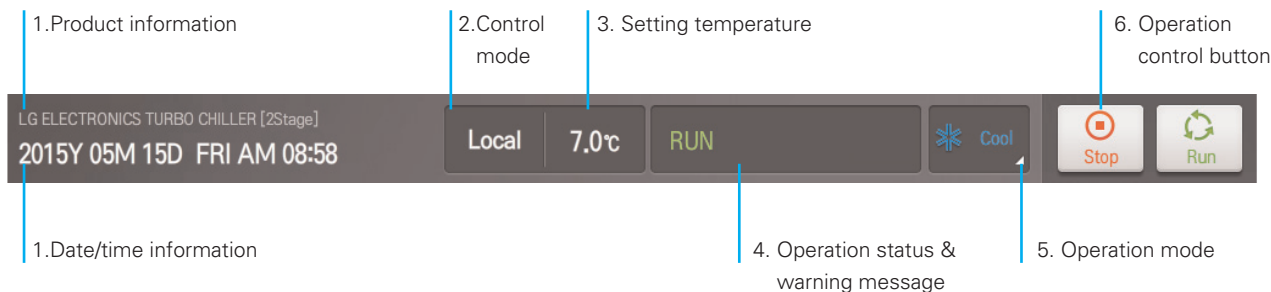 1.Product information
2.Control
mode
3. Setting temperature
6. Operation
control button
LG ELECTRONICS TURBO CHILLER [2Stage]
2015Y 05M 15D FRI AM 08:58
Local
7.0℃
RUN
Cool
Stop
Run
1.Date/time information
4. Operation status &
warning message
5. Operation mode